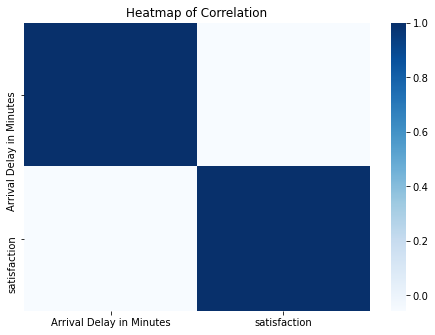 Heatmap of Correlation
Arrival Delay in Minutes
satisfaction
Arrival Delay in Minutes
satisfaction
1.0
0.8
0.6
0.4
0.2
0.0